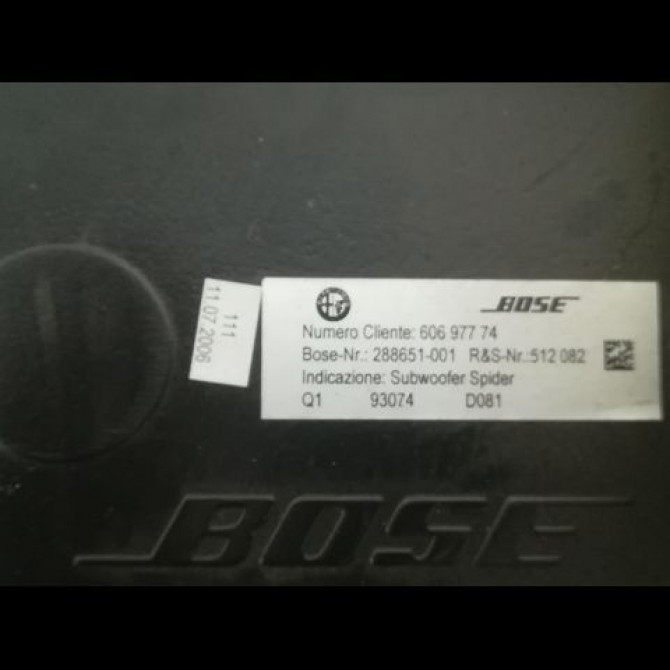 111
11.07 2006
BOSE
Numero Cliente: 606 977 74
Bose-Nr.: 288651-001 R&S-Nr.:512 082
Indicazione: Subwoofer Spider
Q1 93074 D081
BOSE